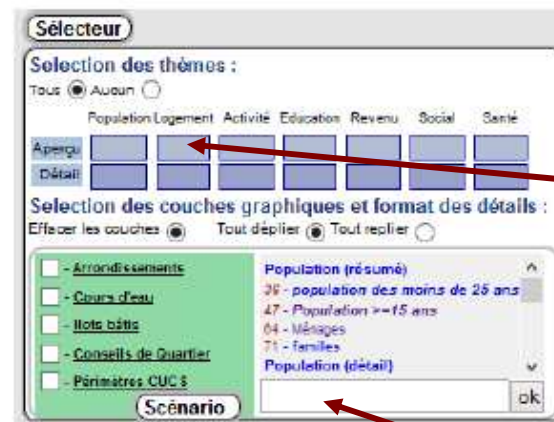 Sélecteur
Selection des thèmes :
Tous Aucun
Population Logement Activité Education Revenu Social Santé
Aperçu
Détail
Selection des couches graphiques et format des détails :
Effacer les couches Tout déplier Tout replier
- Arrondissements
- Cours d'eau
- Ilots bâtis
- Conseils de Quartier
- Périmètres CUCS
Scénario
Population (résumé)
- population des moins de 25 ans
47 - Population >=15 ans
64 - Ménages
71 - familles
Population (détail)
ok